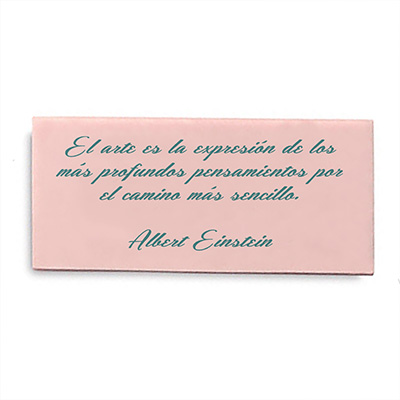 El arte es la expresión de los
más profundos pensamientos por
el camino más sencillo.
Albert Einstein